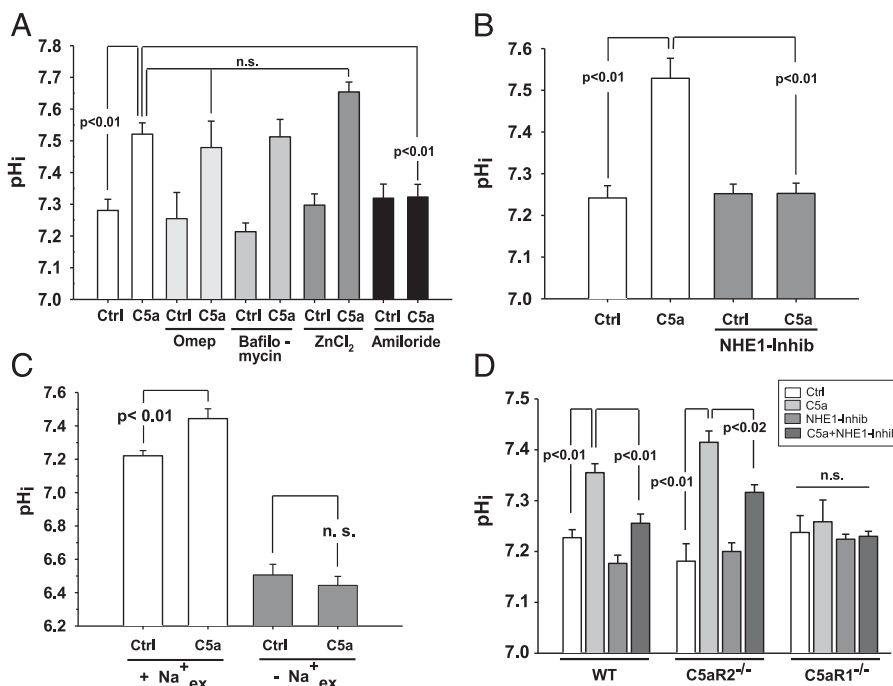 A
pHi
7.8
7.7
7.6
7.5
7.4
7.3
7.2
7.1
7.0
n.s.
p<0.01
p<0.01
Ctrl C5a Ctrl C5a Ctrl C5a Ctrl C5a Ctrl C5a
Omep Bafilo - ZnCl2 Amiloride
mycin
B
pHi
7.6
7.5
7.4
7.3
7.2
7.1
7.0
p<0.01
p<0.01
Ctrl C5a Ctrl C5a
NHE1-Inhib
C
pHi
7.6
7.4
7.2
7.0
6.8
6.6
6.4
6.2
p< 0.01
n. s.
Ctrl C5a Ctrl C5a
+ Na+ex - Na+ex
D
pHi
7.5
7.4
7.3
7.2
7.1
7.0
Ctrl
C5a
NHE1-Inhib
C5a+NHE1-Inhib
p<0.01
p<0.01
p<0.01
p<0.02
n.s.
WT C5aR2-/- C5aR1-/-